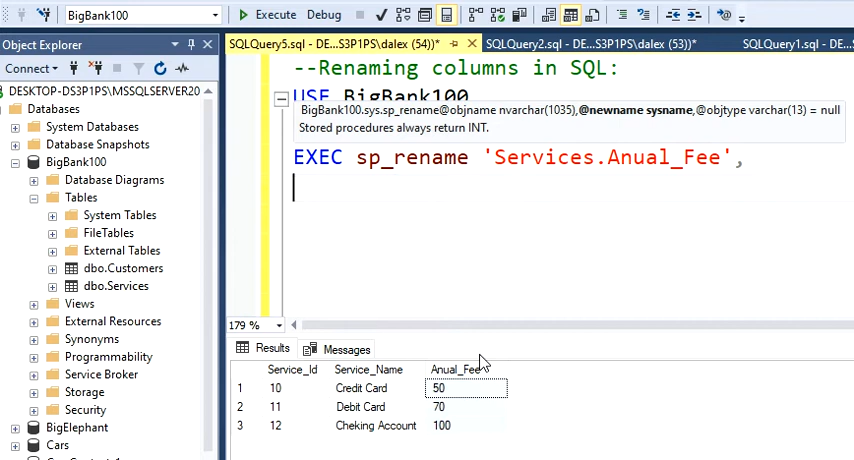 BigBank100
Execute
Debug
Object Explorer
SQLQuery5.sql - DE...S3P1PS\dalex (54))*
SQLQuery2.sql - DE...S3P1PS\dalex (53))*
SQLQuery1.sql - DE
Connect
DESKTOP-DS3P1PS\MSSQLSERVER20
Databases
System Databases
Database Snapshots
BigBank100
Database Diagrams
Tables
System Tables
FileTables
External Tables
dbo.Customers
dbo.Services
Views
External Resources
Synonyms
Programmability
Service Broker
Storage
Security
BigElephant
Cars
--Renaming columns in SQL:
USE BigBank100
BigBank100.sys.sp_rename@objname nvarchar(1035),@newname sysname,@objtype varchar(13) = null
Stored procedures always return INT.
EXEC sp_rename 'Services.Anual_Fee',
179 %
Results
Messages
Service_Id Service_Name Anual_Fee
1 10 Credit Card 50
2 11 Debit Card 70
3 12 Cheking Account 100